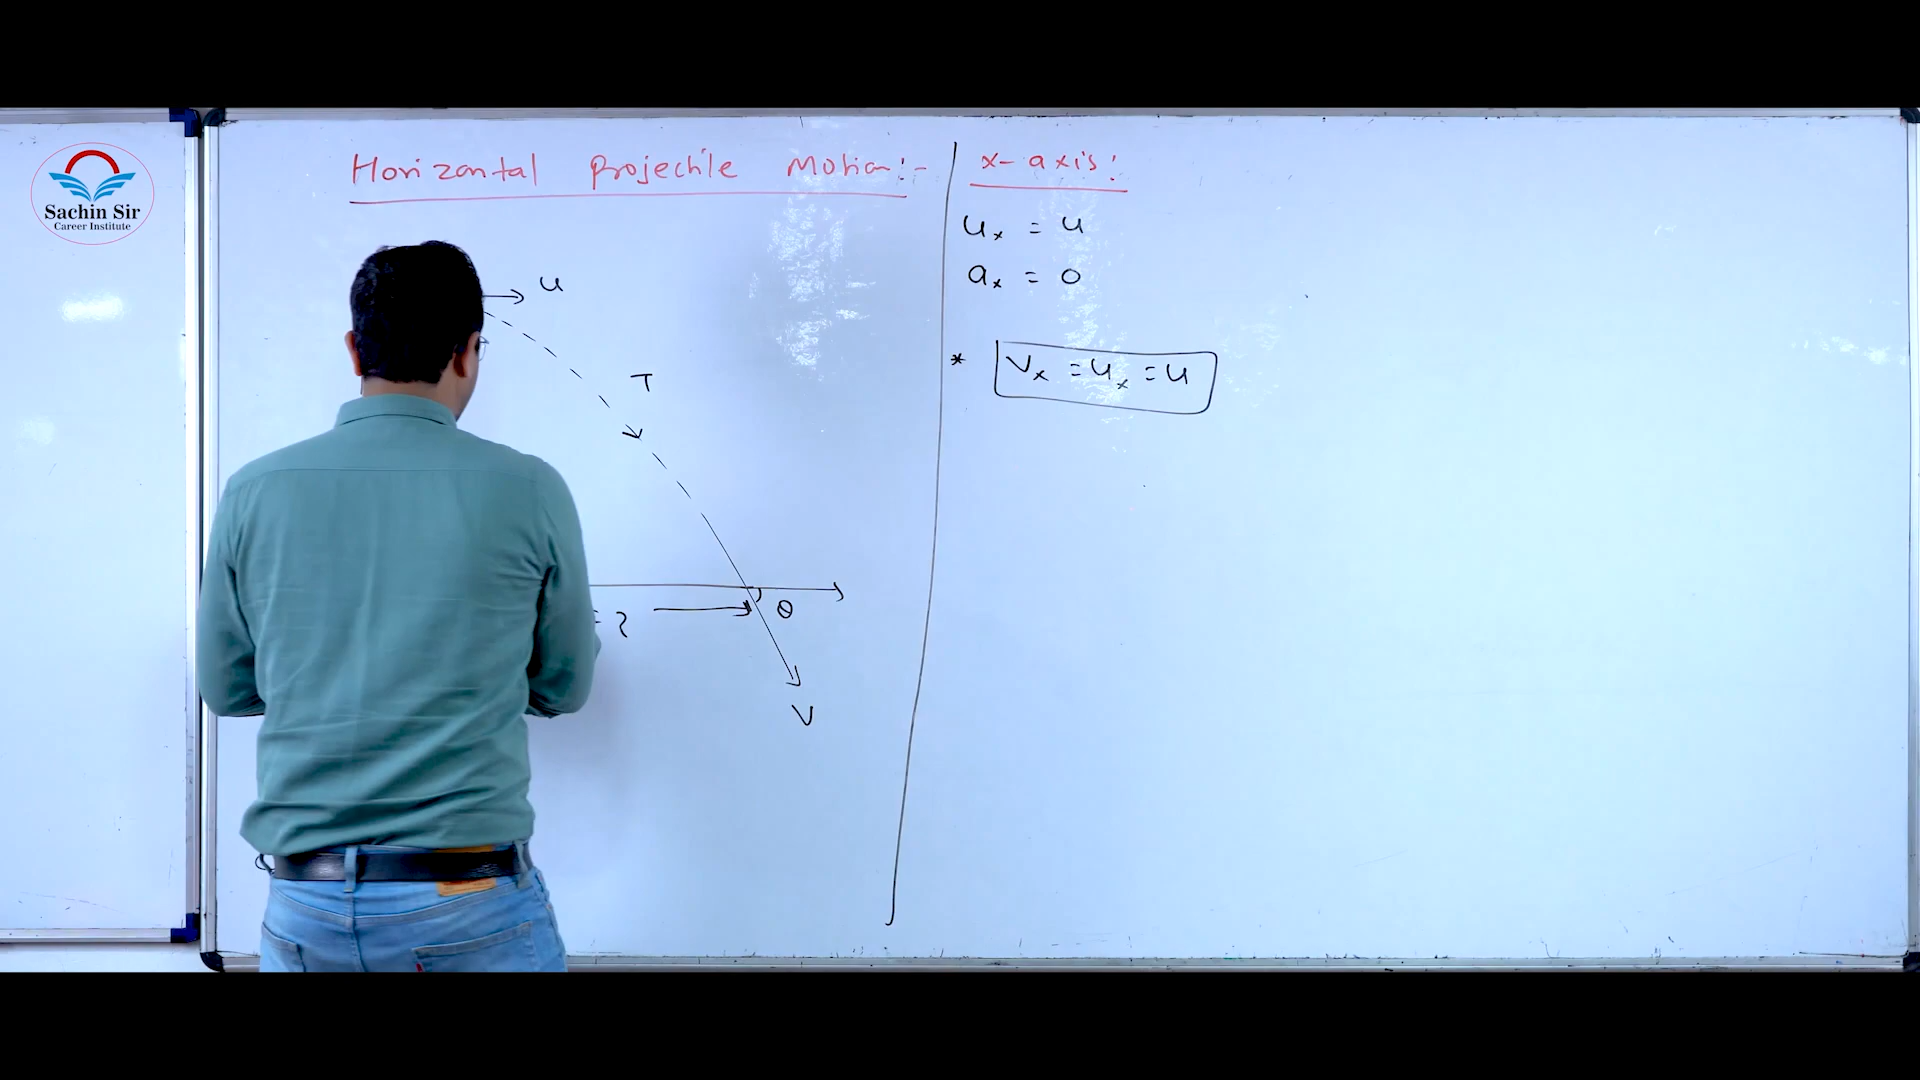 Sachin Sir
Career Institute
Horizontal Projectile Motion:-
u
T
= ?
θ
V
x-axis:
uₓ = u
aₓ = 0
* Vₓ = uₓ = u